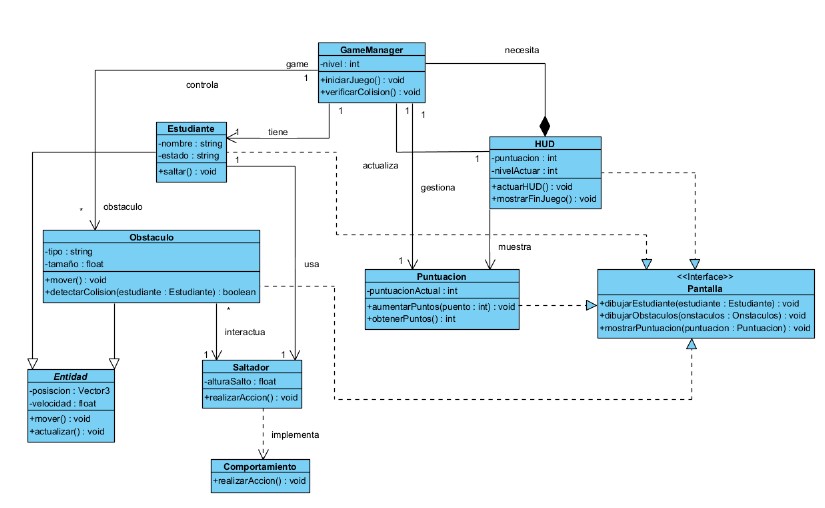 GameManager
-nivel : int
+iniciarJuego() : void
+verificarColision() : void
necesita
game
1
controla
1
1
1
tiene
1
Estudiante
-nombre : string
-estado : string
+saltar() : void
1
actualiza
gestiona
1
HUD
-puntuacion : int
-nivelActuar : int
+actuarHUD() : void
+mostrarFinJuego() : void
*
obstaculo
Obstaculo
-tipo : string
-tamaño : float
+mover() : void
+detectarColision(estudiante : Estudiante) : boolean
usa
muestra
1
Puntuacion
-puntuacionActual : int
+aumentarPuntos(puento : int) : void
+obtenerPuntos() : int
<<Interface>>
Pantalla
+dibujarEstudiante(estudiante : Estudiante) : void
+dibujarObstaculos(onstaculos : Onstaculos) : void
+mostrarPuntuacion(puntuacion : Puntuacion) : void
*
interactua
1
1
Entidad
-posiscion : Vector3
-velocidad : float
+mover() : void
+actualizar() : void
Saltador
-alturaSalto : float
+realizarAccion() : void
implementa
Comportamiento
+realizarAccion() : void